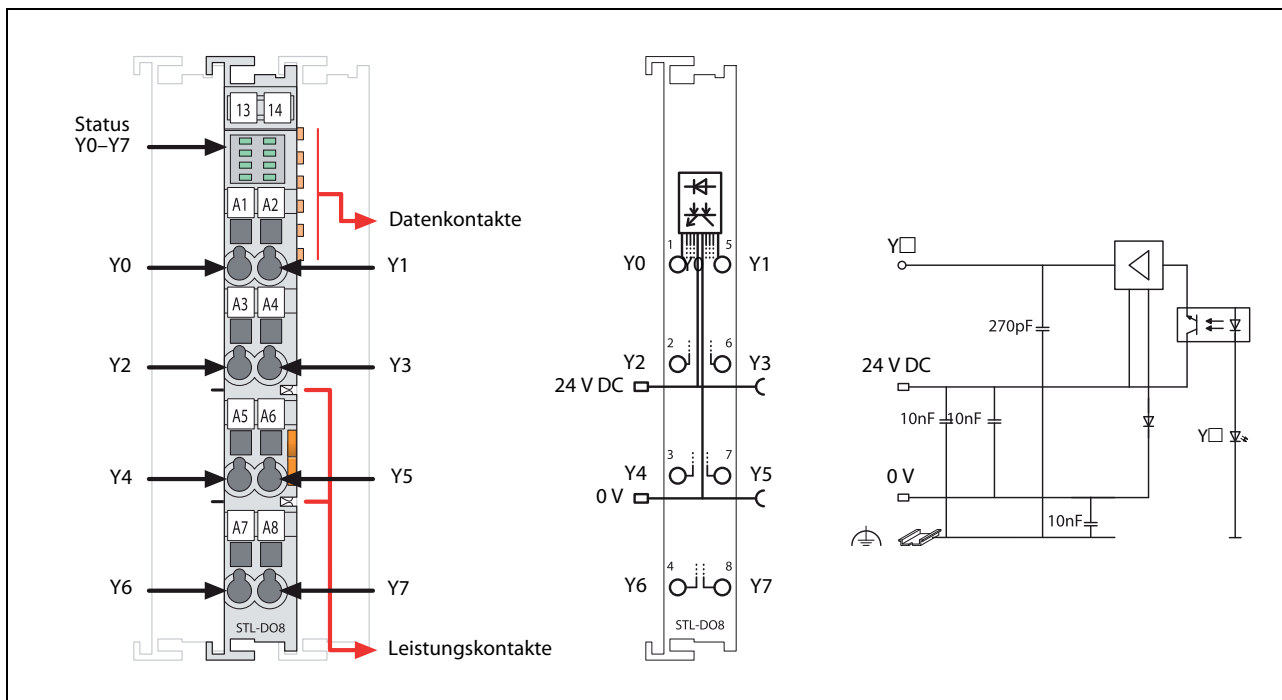 13 14
Status
Y0–Y7
A1 A2
Datenkontakte
Y0 Y1
A3 A4
Y2 Y3
A5 A6
Y4 Y5
A7 A8
Y6 Y7
STL-DO8
Leistungskontakte
1 5
Y0 Y0 Y1
2 6
Y2 Y3
24 V DC
3 7
Y4 Y5
0 V
4 8
Y6 Y7
STL-DO8
Y□
270pF
24 V DC
10nF 10nF
Y□
0 V
10nF